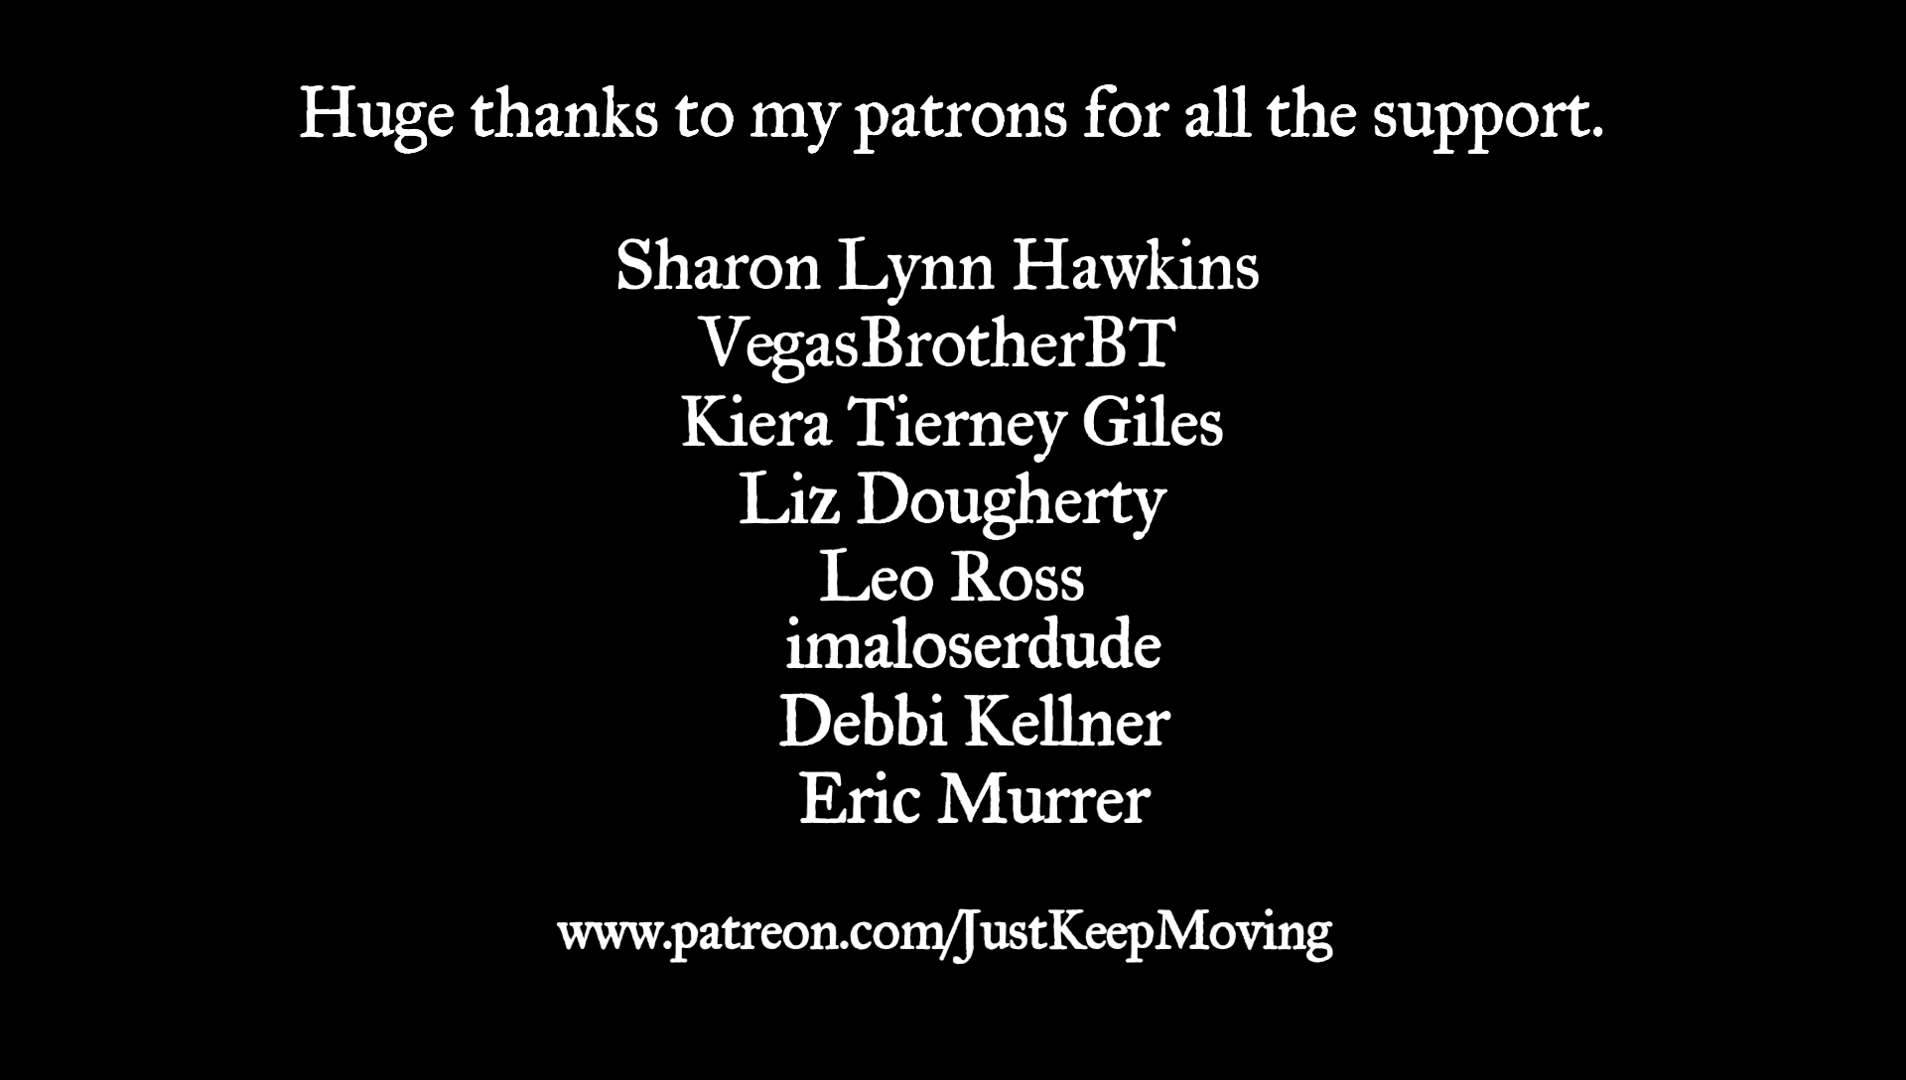 Huge thanks to my patrons for all the support.
Sharon Lynn Hawkins
VegasBrotherBT
Kiera Tierney Giles
Liz Dougherty
Leo Ross
imaloserdude
Debbi Kellner
Eric Murrer
www.patreon.com/JustKeepMoving